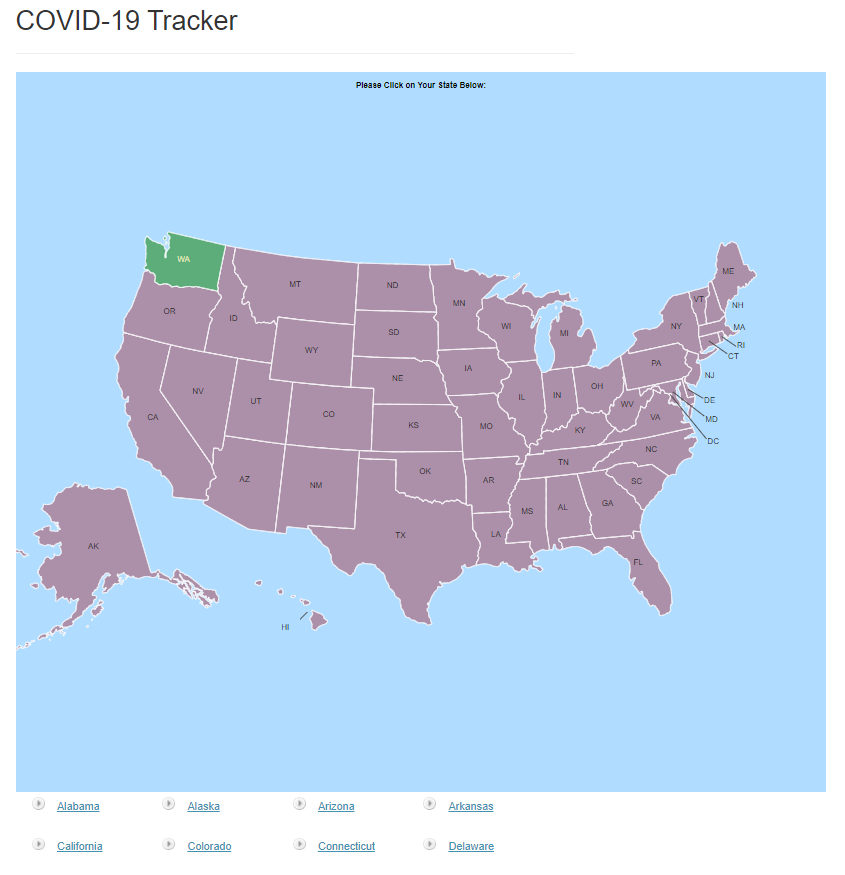 COVID-19 Tracker
Please Click on Your State Below:
WA
ME
MT
ND
VT
MN
NH
OR
ID
WI
NY
MA
SD
MI
RI
WY
CT
PA
IA
NJ
NE
OH
NV
UT
IN
IL
DE
CO
WV
CA
VA
MD
KS
MO
KY
DC
NC
TN
OK
AZ
AR
SC
NM
GA
MS
AL
TX
LA
AK
FL
HI
Alabama Alaska Arizona Arkansas
California Colorado Connecticut Delaware